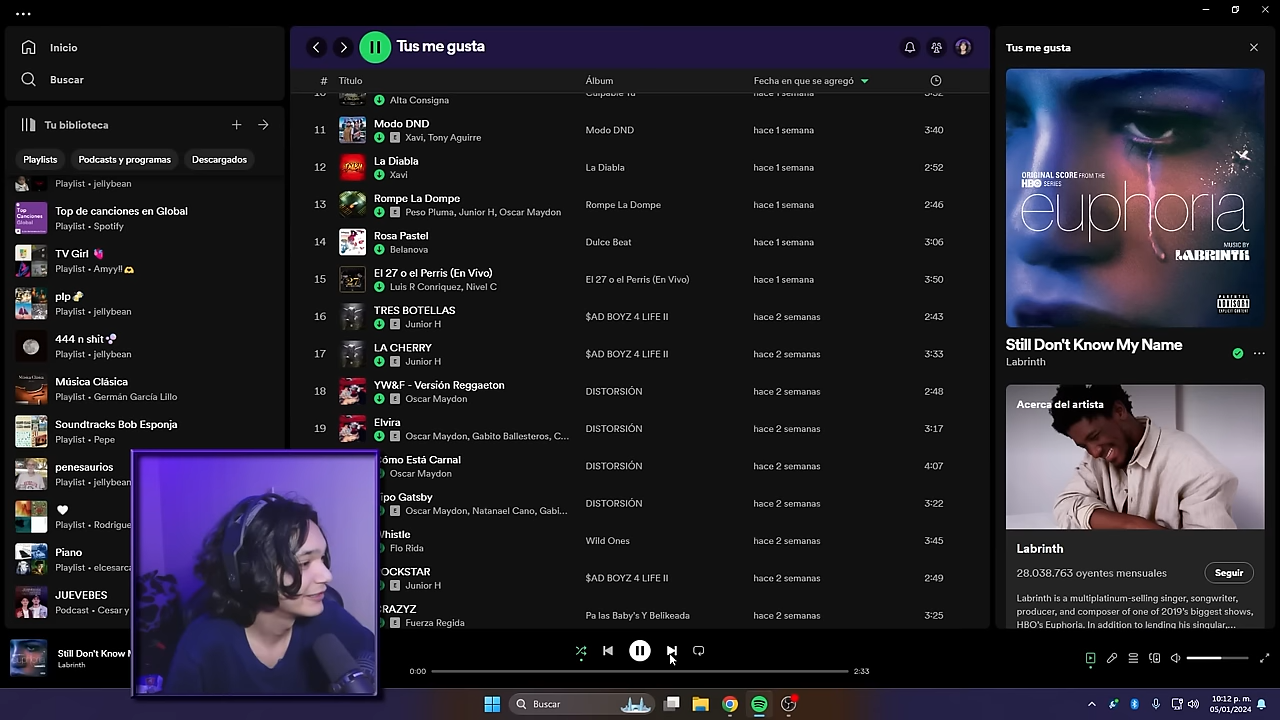 Inicio
Buscar
Tu biblioteca
Playlists
Podcasts y programas
Descargados
Playlist • jellybean
Top de canciones en Global
Playlist • Spotify
TV Girl
Playlist • Amyy!!
plp
Playlist • jellybean
444 n shit
Playlist • jellybean
Música Clásica
Playlist • Germán García Lillo
Soundtracks Bob Esponja
Playlist • Pepe
penesaurios
Playlist • jellybean
Playlist • Rodrigue
Piano
Playlist • elcesarca
JUEVEBES
Podcast • Cesar y
Tus me gusta
# Título Álbum Fecha en que se agregó
Alta Consigna
Culpable Tú hace 1 semana 3:52
11 Modo DND Modo DND hace 1 semana 3:40
E Xavi, Tony Aguirre
12 La Diabla La Diabla hace 1 semana 2:52
Xavi
13 Rompe La Dompe Rompe La Dompe hace 1 semana 2:46
E Peso Pluma, Junior H, Oscar Maydon
14 Rosa Pastel Dulce Beat hace 1 semana 3:06
Belanova
15 El 27 o el Perris (En Vivo) El 27 o el Perris (En Vivo) hace 1 semana 3:50
Luis R Conriquez, Nivel C
16 TRES BOTELLAS $AD BOYZ 4 LIFE II hace 2 semanas 2:43
E Junior H
17 LA CHERRY $AD BOYZ 4 LIFE II hace 2 semanas 3:33
E Junior H
18 YW&F - Versión Reggaeton DISTORSIÓN hace 2 semanas 2:48
Oscar Maydon
19 Elvira DISTORSIÓN hace 2 semanas 3:17
E Oscar Maydon, Gabito Ballesteros, C...
ómo Está Carnal DISTORSIÓN hace 2 semanas 4:07
Oscar Maydon
ipo Gatsby DISTORSIÓN hace 2 semanas 3:22
E Oscar Maydon, Natanael Cano, Gabi...
Whistle Wild Ones hace 2 semanas 3:45
Flo Rida
OCKSTAR $AD BOYZ 4 LIFE II hace 2 semanas 2:49
E Junior H
CRAZYZ Pa las Baby's Y Belikeada hace 2 semanas 3:25
E Fuerza Regida
Tus me gusta
ORIGINAL SCORE FROM THE
HBO SERIES
euphoria
MUSIC BY
LABRINTH
PARENTAL
ADVISORY
EXPLICIT CONTENT
Still Don't Know My Name
Labrinth
Acerca del artista
Labrinth
28.038.763 oyentes mensuales
Seguir
Labrinth is a multiplatinum-selling singer, songwriter,
producer, and composer of one of 2019's biggest shows,
HBO's Euphoria. In addition to lending his singular,...
Still Don't Know
Labrinth
0:00 2:33
Buscar
10:12 p. m.
05/01/2024